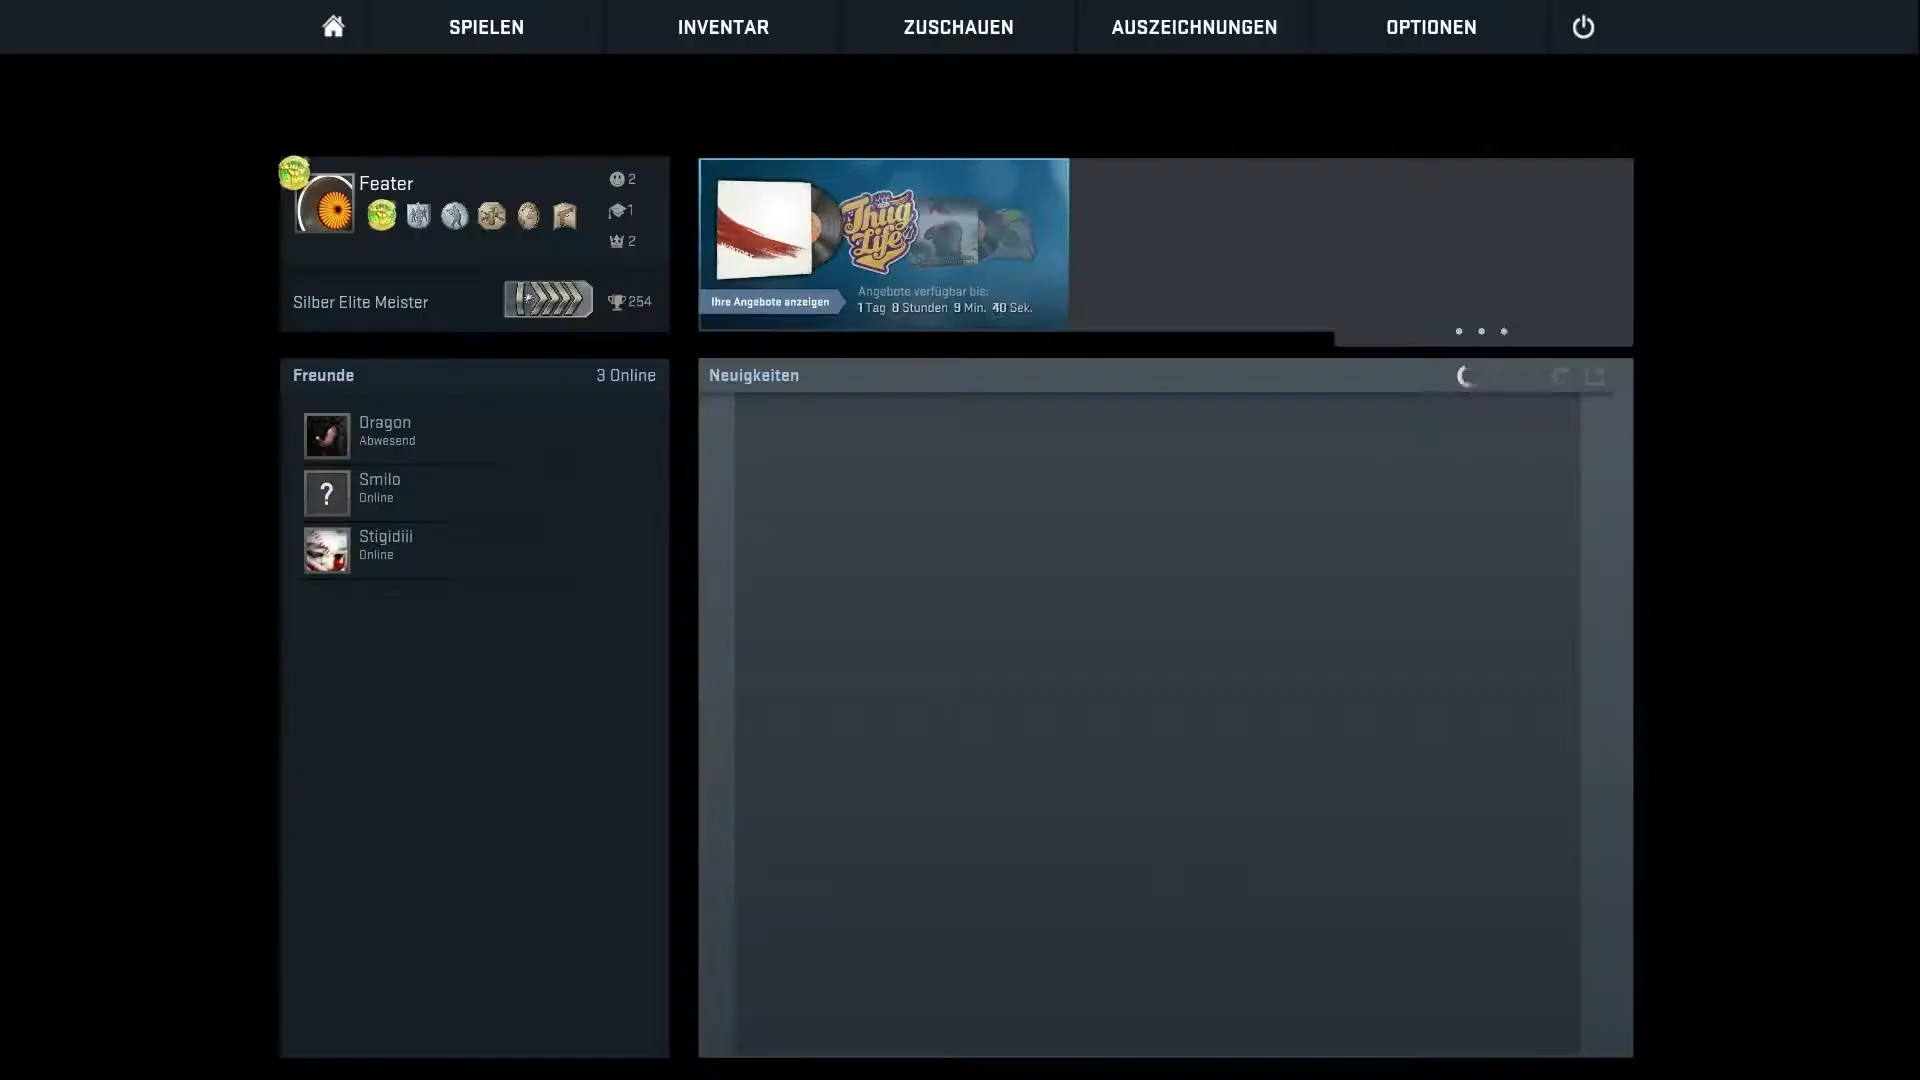 SPIELEN
INVENTAR
ZUSCHAUEN
AUSZEICHNUNGEN
OPTIONEN
Feater
2
1
2
Silber Elite Meister
254
Thug Life
Ihre Angebote anzeigen
Angebote verfügbar bis:
1 Tag 8 Stunden 9 Min. 40 Sek.
Freunde
3 Online
Neuigkeiten
Dragon
Abwesend
?
Smilo
Online
Stigidiii
Online